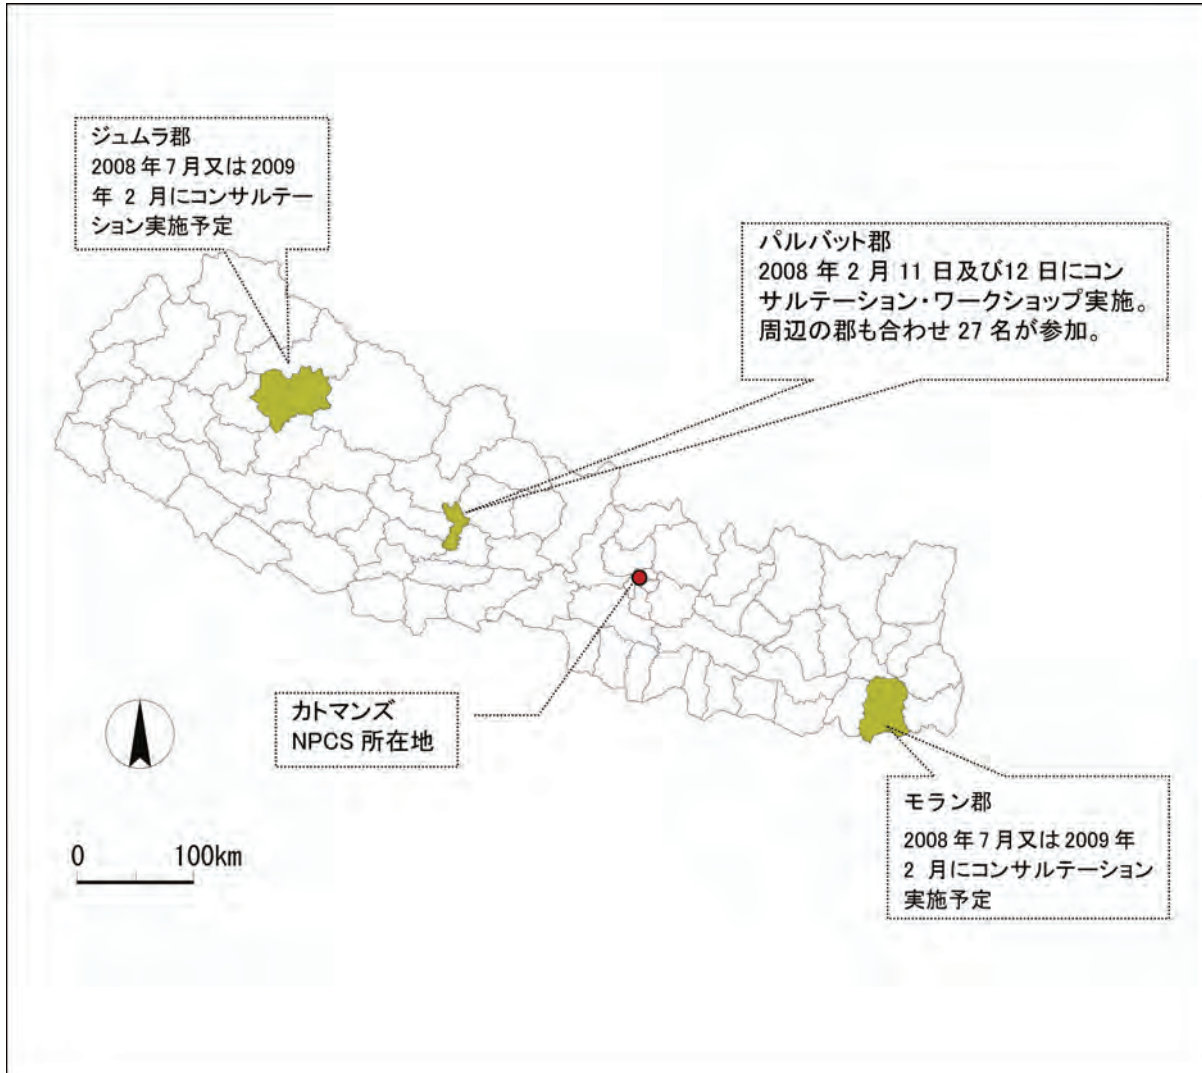 ジュムラ郡
2008 年 7 月又は 2009
年 2 月にコンサルテー
ション実施予定
パルバット郡
2008 年 2 月 11 日及び12 日にコン
サルテーション・ワークショップ実施。
周辺の郡も合わせ 27 名が参加。
カトマンズ
NPCS 所在地
モラン郡
2008 年 7 月又は 2009 年
2 月にコンサルテーション
実施予定
0 100km